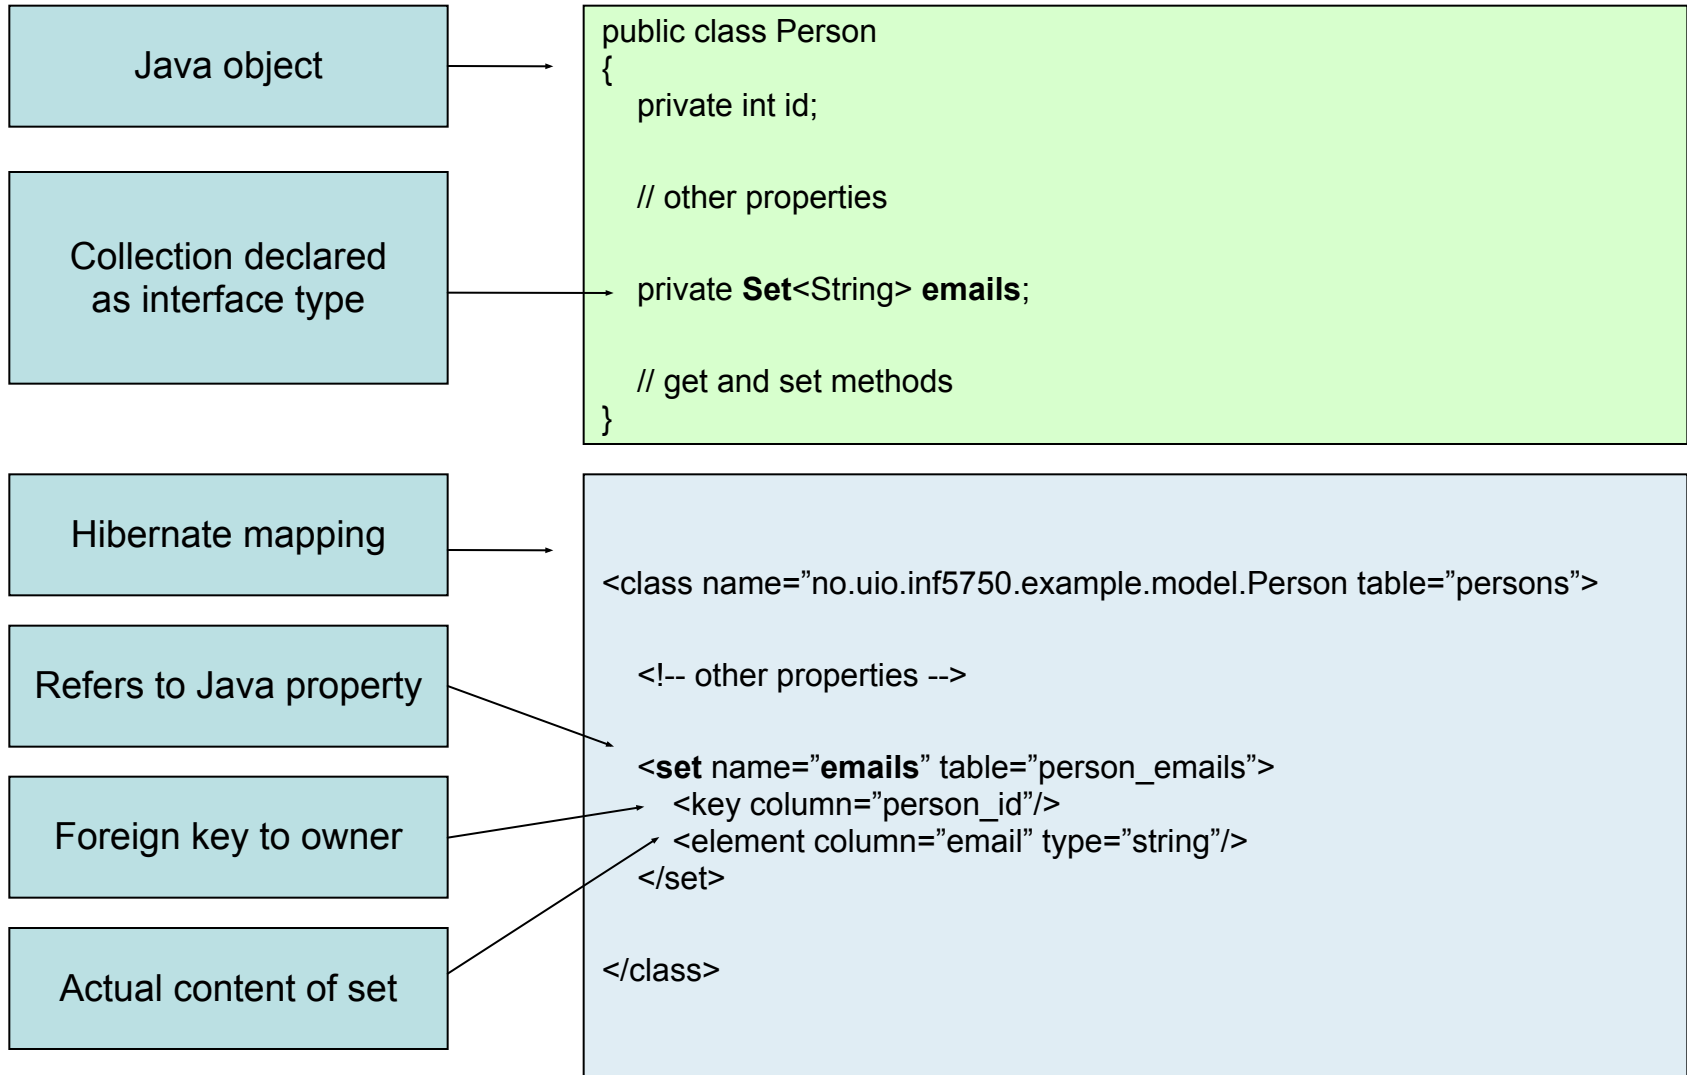 Java object
public class Person
{
private int id;
// other properties
Collection declared
as interface type
private Set<String> emails;
// get and set methods
}
Hibernate mapping
<class name=”no.uio.inf5750.example.model.Person table=”persons”>
Refers to Java property
<!-- other properties -->
<set name=”emails” table=”person_emails”>
Foreign key to owner
<key column=”person_id”/>
Actual content of set
<element column=”email” type=”string”/>
</set>
</class>